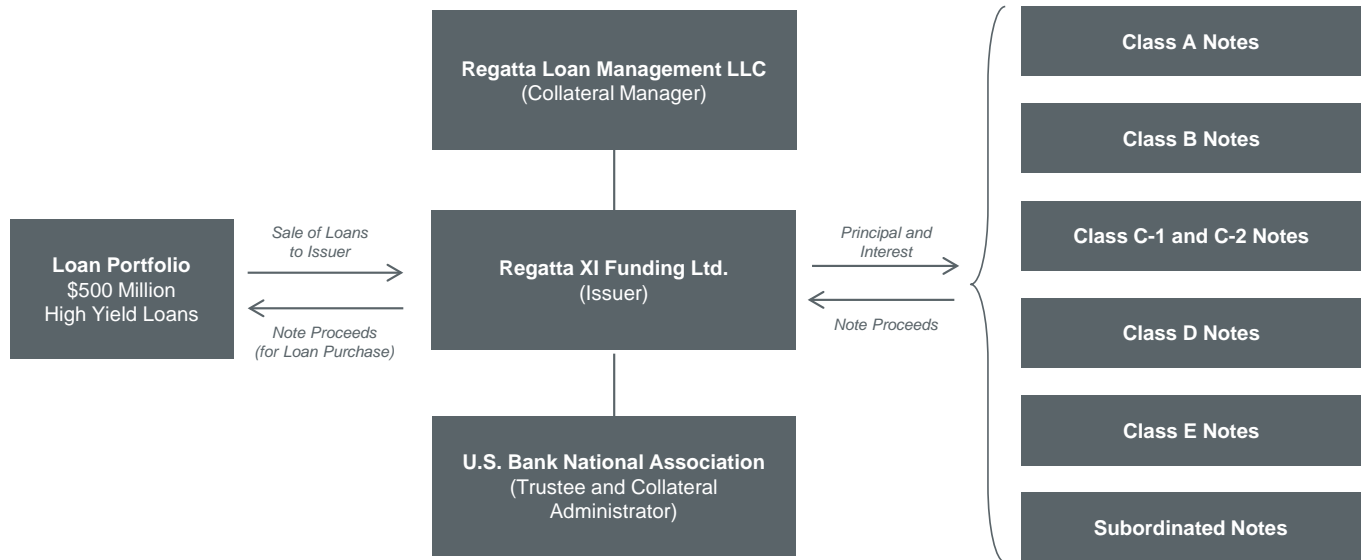 Regatta Loan Management LLC
(Collateral Manager)
Loan Portfolio
$500 Million
High Yield Loans
Sale of Loans
to Issuer
Note Proceeds
(for Loan Purchase)
Regatta XI Funding Ltd.
(Issuer)
Principal and
Interest
Note Proceeds
U.S. Bank National Association
(Trustee and Collateral
Administrator)
Class A Notes
Class B Notes
Class C-1 and C-2 Notes
Class D Notes
Class E Notes
Subordinated Notes